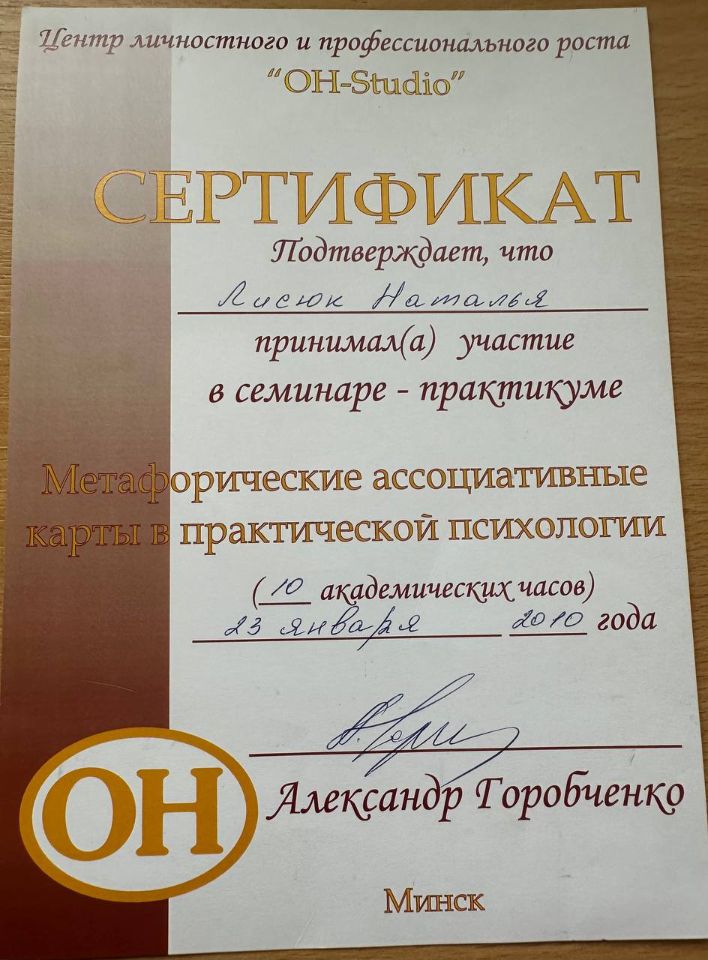 Центр личностного и профессионального роста
“OH-Studio”
СЕРТИФИКАТ
Подтверждает, что
Лисюк Наталья
принимал(а) участие
в семинаре - практикуме
Метафорические ассоциативные
карты в практической психологии
(10 академических часов)
23 января 2010 года
Александр Горобченко
OH
Минск